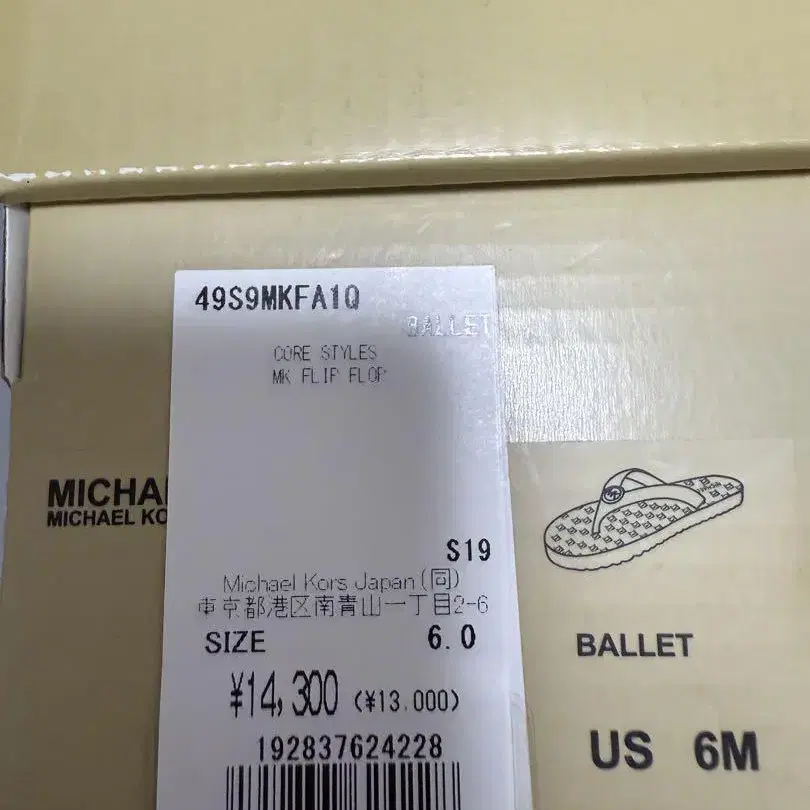 49S9MKFA1Q
BALLET
CORE STYLES
MK FLIP FLOP
MICHA
MICHAEL KO
S19
Michael Kors Japan(同)
東京都港区南青山一丁目2-6
SIZE 6.0
¥14,300 (¥13.000)
192837624228
BALLET
US 6M